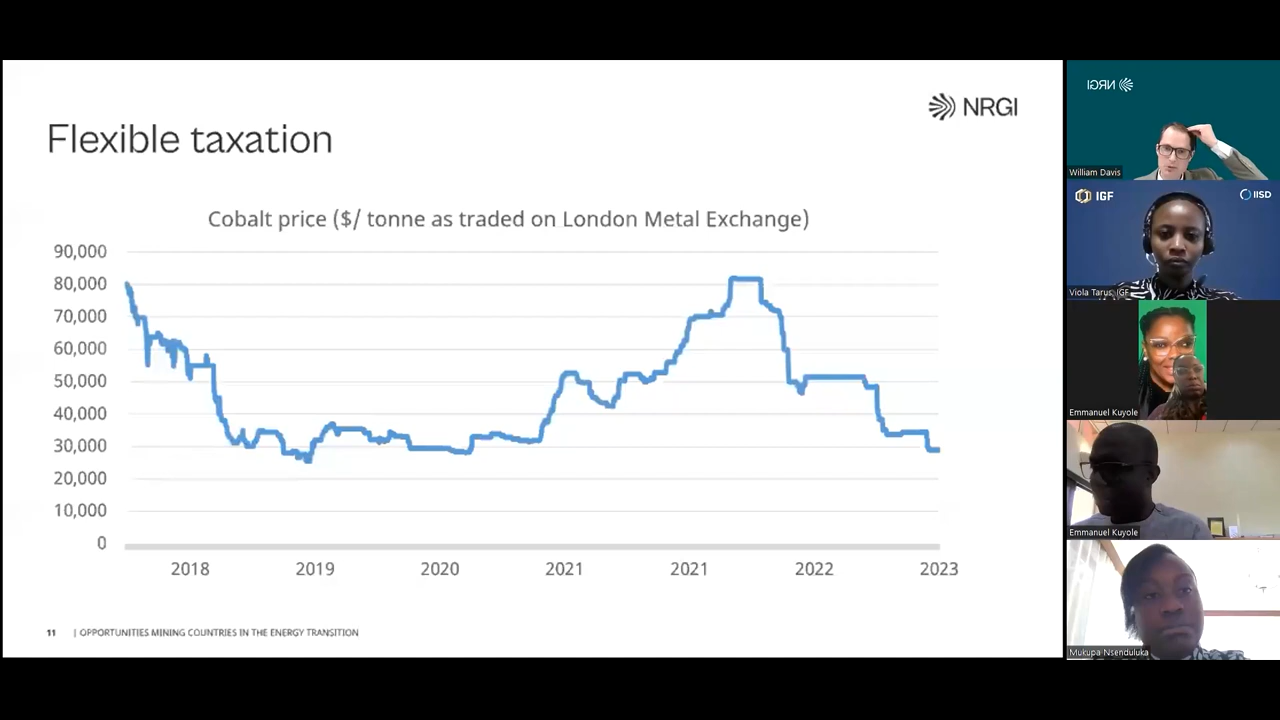 NRGI
Flexible taxation
Cobalt price ($/ tonne as traded on London Metal Exchange)
90,000
80,000
70,000
60,000
50,000
40,000
30,000
20,000
10,000
0
2018
2019
2020
2021
2021
2022
2023
11 | OPPORTUNITIES MINING COUNTRIES IN THE ENERGY TRANSITION
NRGI
William Davis
IGF
IISD
Viola Tarus, IGF
Emmanuel Kuyole
Emmanuel Kuyole
Mukupa Nsenduluka